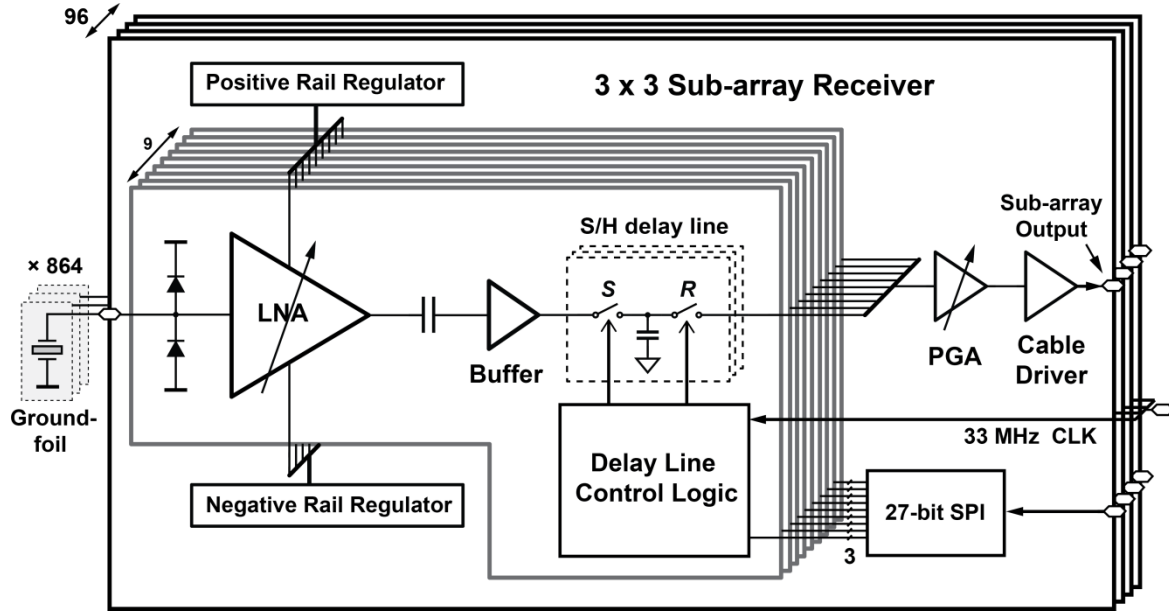 96
Positive Rail Regulator
3 x 3 Sub-array Receiver
9
Sub-array
Output
S/H delay line
× 864
S
R
LNA
Buffer
PGA
Cable
Driver
Ground-
foil
33 MHz CLK
Delay Line
Control Logic
Negative Rail Regulator
27-bit SPI
3